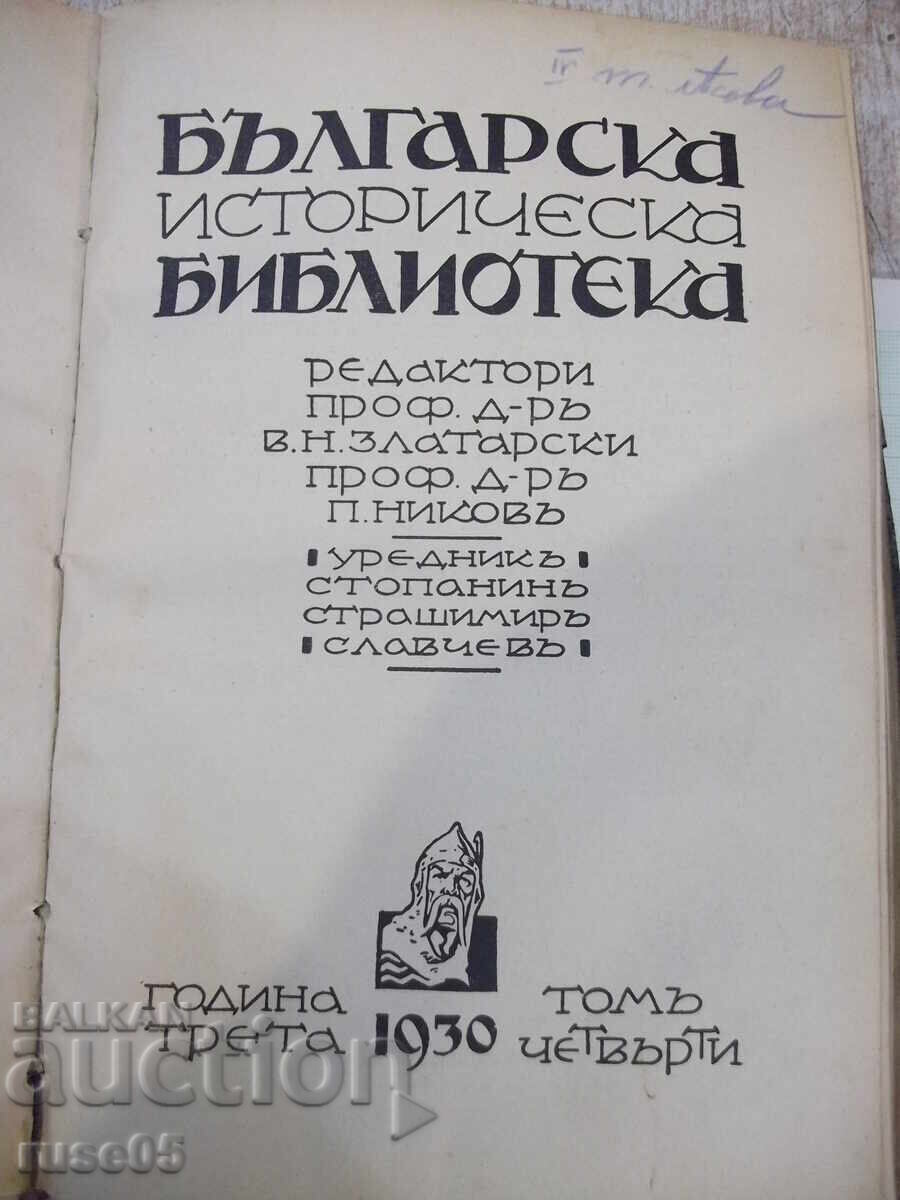 IV т.
БЪЛГАРСКА
ИСТОРИЧЕСКА
БИБЛИОТЕКА
РЕДАКТОРИ
ПРОФ. Д-РЪ
В.Н.ЗЛАТАРСКИ
ПРОФ. Д-РЪ
П.НИКОВЪ
УРЕДНИКЪ
СТОПАНИНЪ
СТРАШИМИРЪ
СЛАВЧЕВЪ
ГОДИНА
ТРЕТА
1930
ТОМЪ
ЧЕТВЪРТИ
BALKAN
auction
ruse05